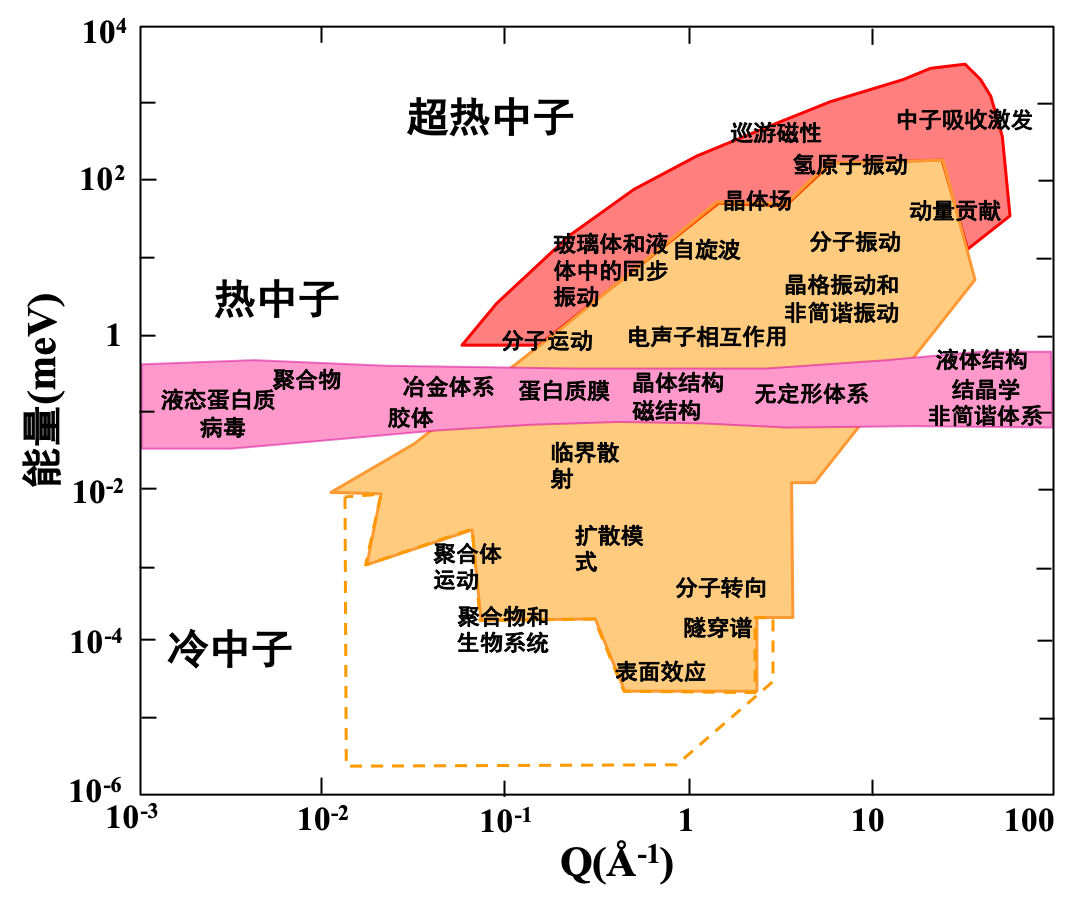 10⁴
超热中子
中子吸收激发
巡游磁性
氢原子振动
10²
晶体场
动量贡献
玻璃体和液
体中的同步
振动
自旋波
分子振动
晶格振动和
非简谐振动
热中子
1
分子运动
电声子相互作用
能量(meV)
聚合物
液态蛋白质
病毒
冶金体系
胶体
蛋白质膜
晶体结构
磁结构
无定形体系
液体结构
结晶学
非简谐体系
临界散
射
10⁻²
扩散模
式
聚合体
运动
分子转向
聚合物和
生物系统
隧穿谱
10⁻⁴
冷中子
表面效应
10⁻⁶
10⁻³
10⁻²
10⁻¹
1
10
100
Q(Å⁻¹)